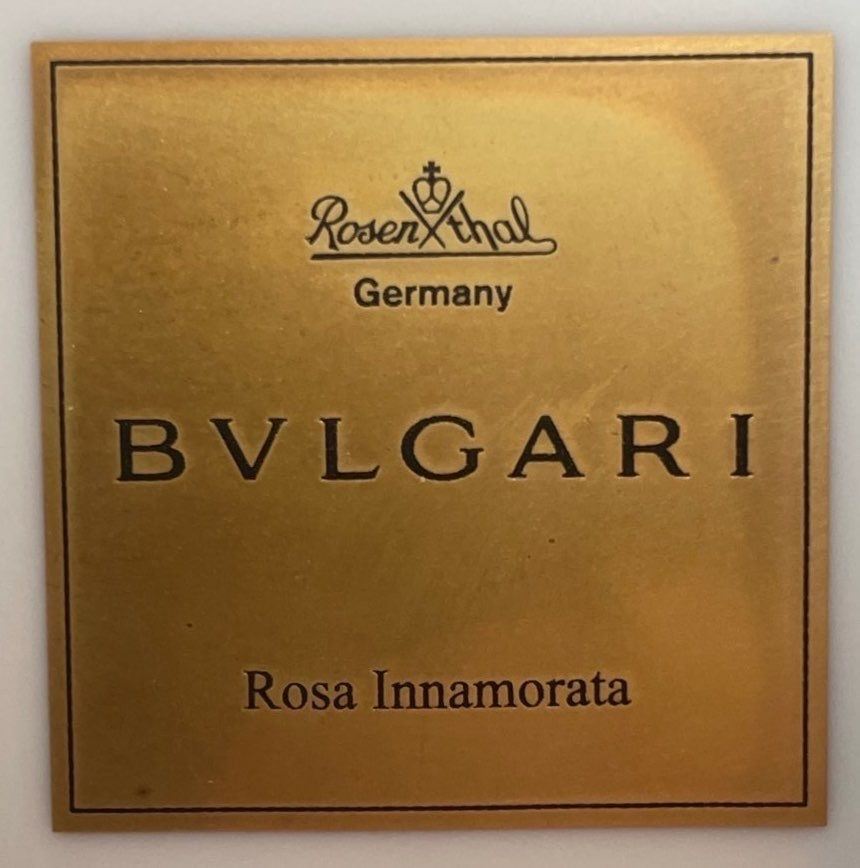 Rosenthal
Germany
BVLGARI
Rosa Innamorata